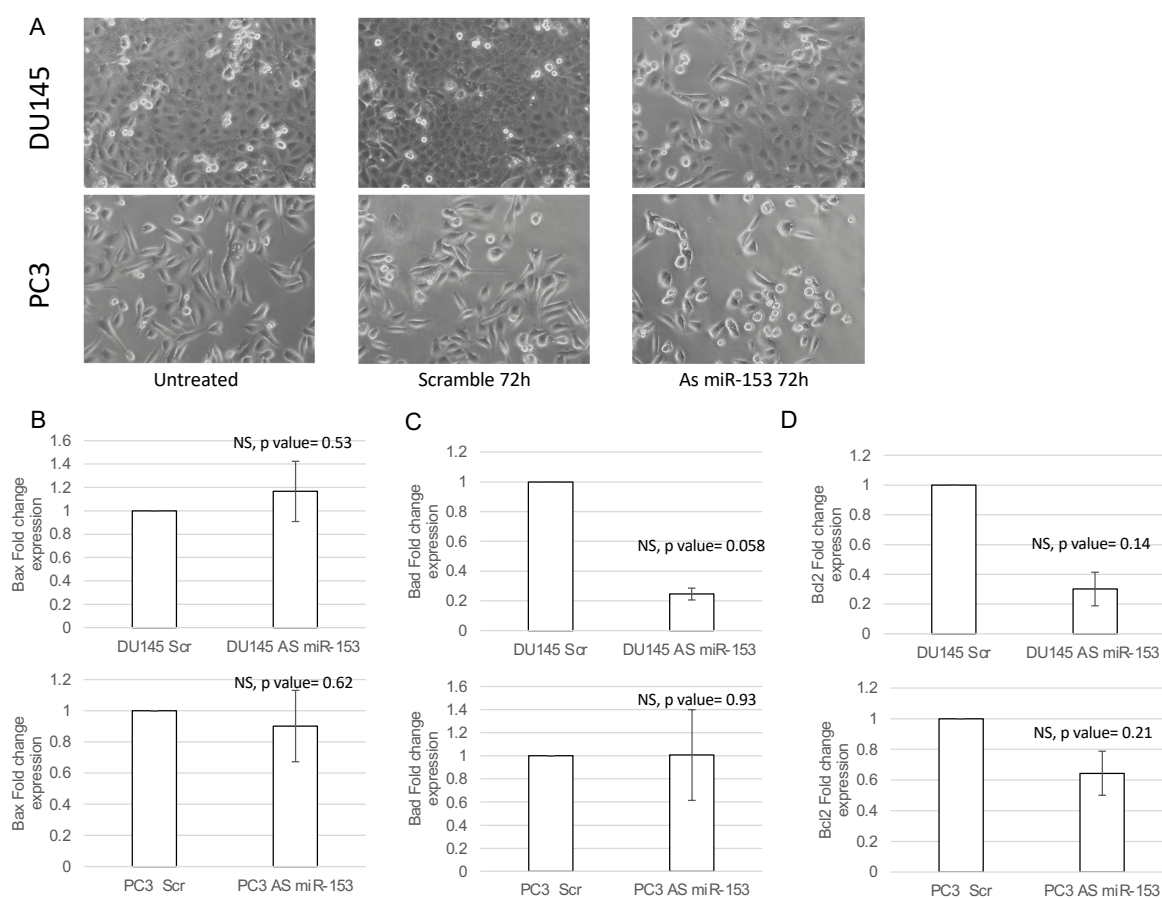 A
DU145
PC3
Untreated
Scramble 72h
As miR-153 72h
B
Bax Fold change
expression
1.6
1.4
1.2
1
0.8
0.6
0.4
0.2
0
NS, p value= 0.53
DU145 Scr
DU145 AS miR-153
C
Bad Fold change
expression
1.2
1
0.8
0.6
0.4
0.2
0
NS, p value= 0.058
DU145 Scr
DU145 AS miR-153
D
Bcl2 Fold change
expression
1.2
1
0.8
0.6
0.4
0.2
0
NS, p value= 0.14
DU145 Scr
DU145 AS miR-153
Bax Fold change
expression
1.2
1
0.8
0.6
0.4
0.2
0
NS, p value= 0.62
PC3 Scr
PC3 AS miR-153
Bad Fold change
expression
1.6
1.4
1.2
1
0.8
0.6
0.4
0.2
0
NS, p value= 0.93
PC3 Scr
PC3 AS miR-153
Bcl2 Fold change
expression
1.2
1
0.8
0.6
0.4
0.2
0
NS, p value= 0.21
PC3 Scr
PC3 AS miR-153